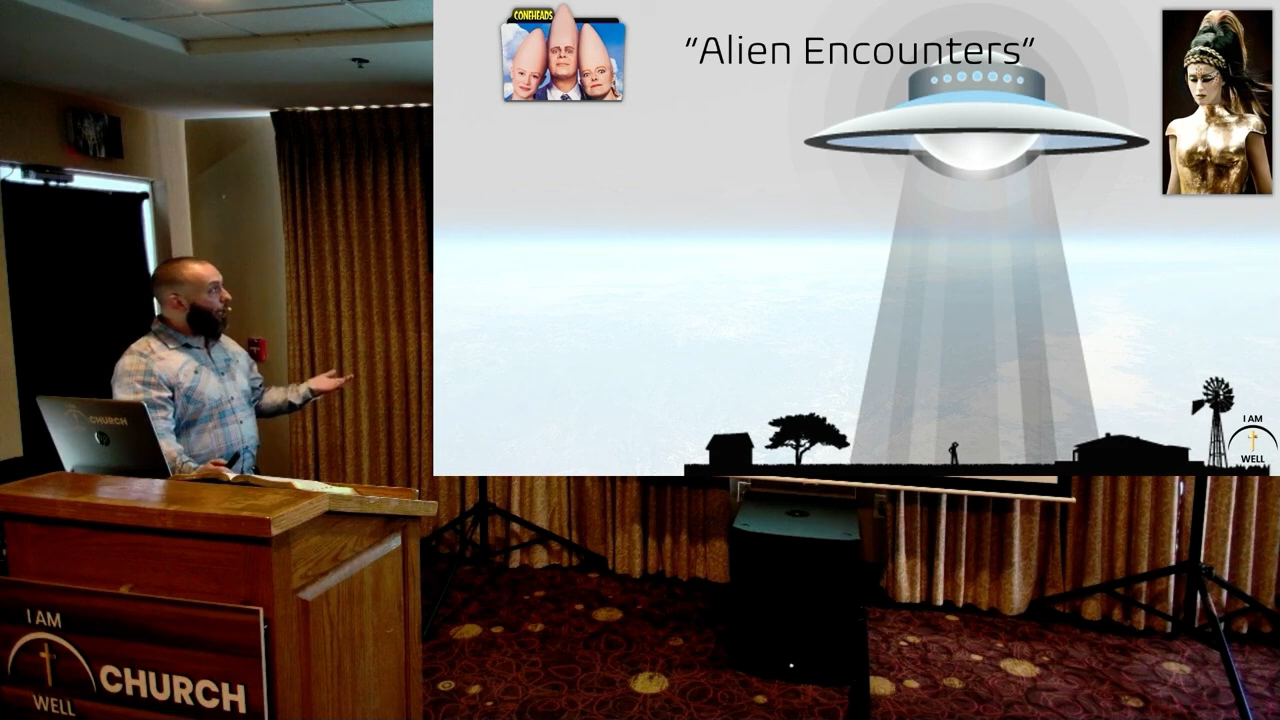 CONEHEADS
“Alien Encounters”
I AM
WELL
CHURCH
I AM
CHURCH
WELL